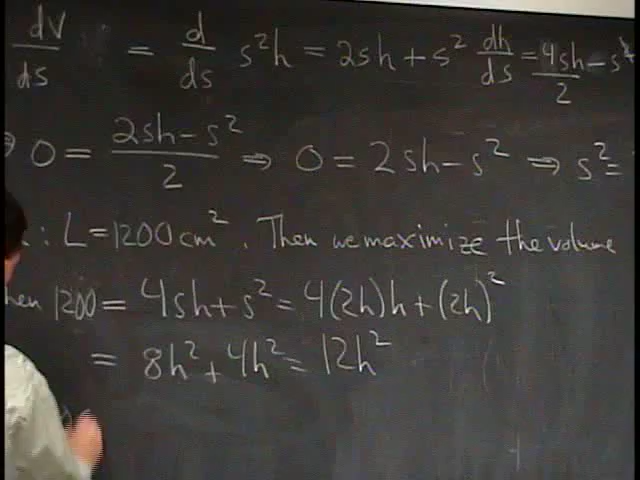 dV/ds = d/ds s²h = 2sh + s² dh/ds = 4sh - s²/2
0 = 2sh - s²/2 ⇒ 0 = 2sh - s² ⇒ s² =
: L = 1200 cm². Then we maximize the volume
hen 1200 = 4sh + s² = 4(2h)h + (2h)²
= 8h² + 4h² = 12h²